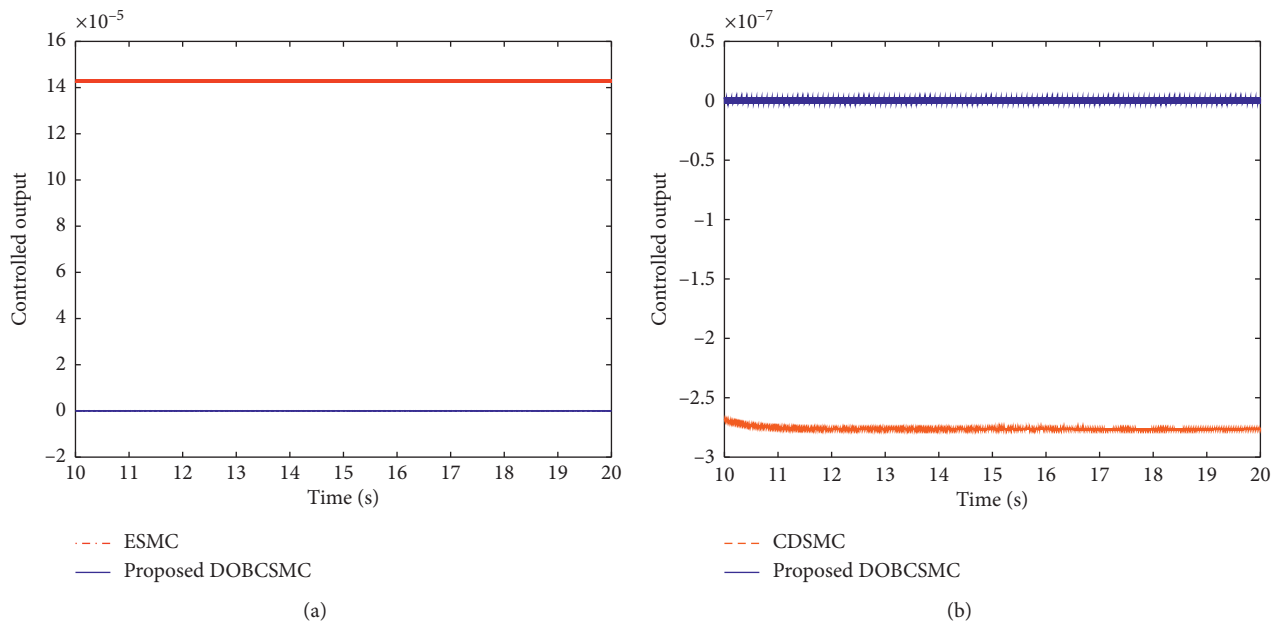 ×10–5
16
14
12
10
8
6
4
2
0
–2
Controlled output
10 11 12 13 14 15 16 17 18 19 20
Time (s)
ESMC
Proposed DOBCSMC
(a)
×10–7
0.5
0
–0.5
–1
–1.5
–2
–2.5
–3
Controlled output
10 11 12 13 14 15 16 17 18 19 20
Time (s)
CDSMC
Proposed DOBCSMC
(b)